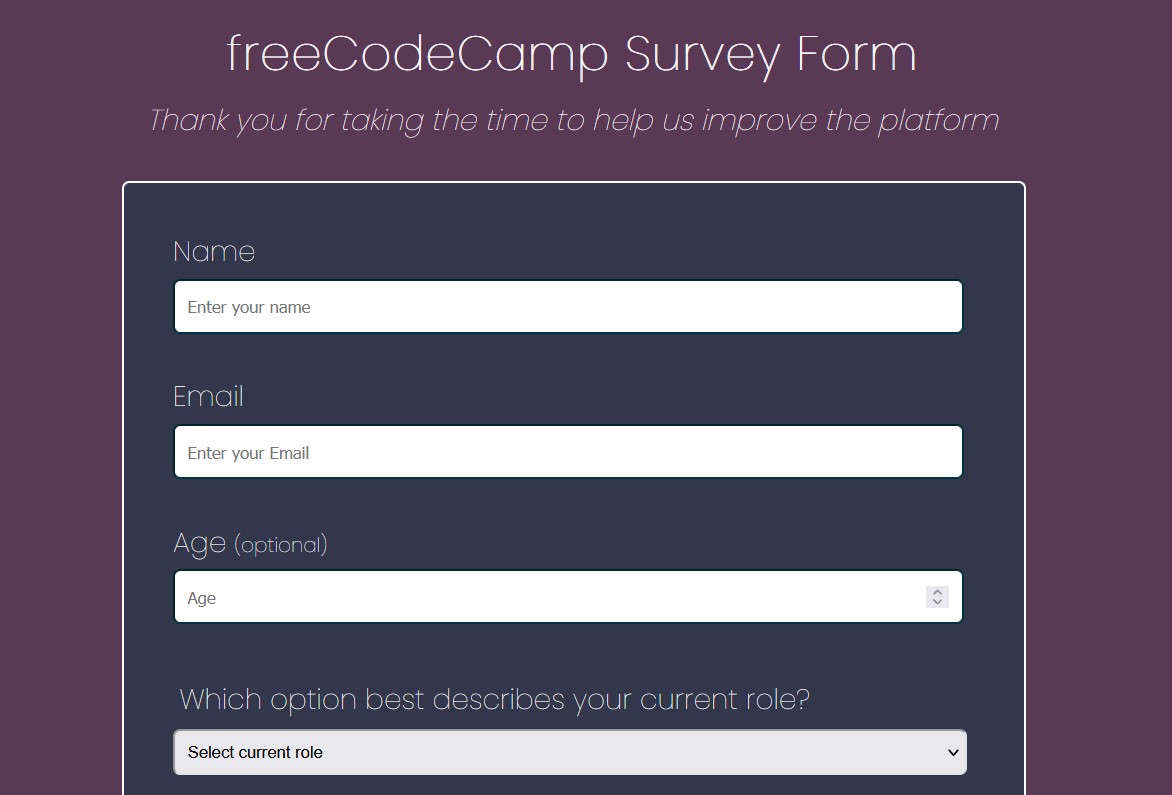 freeCodeCamp Survey Form
Thank you for taking the time to help us improve the platform
Name
Enter your name
Email
Enter your Email
Age (optional)
Age
Which option best describes your current role?
Select current role